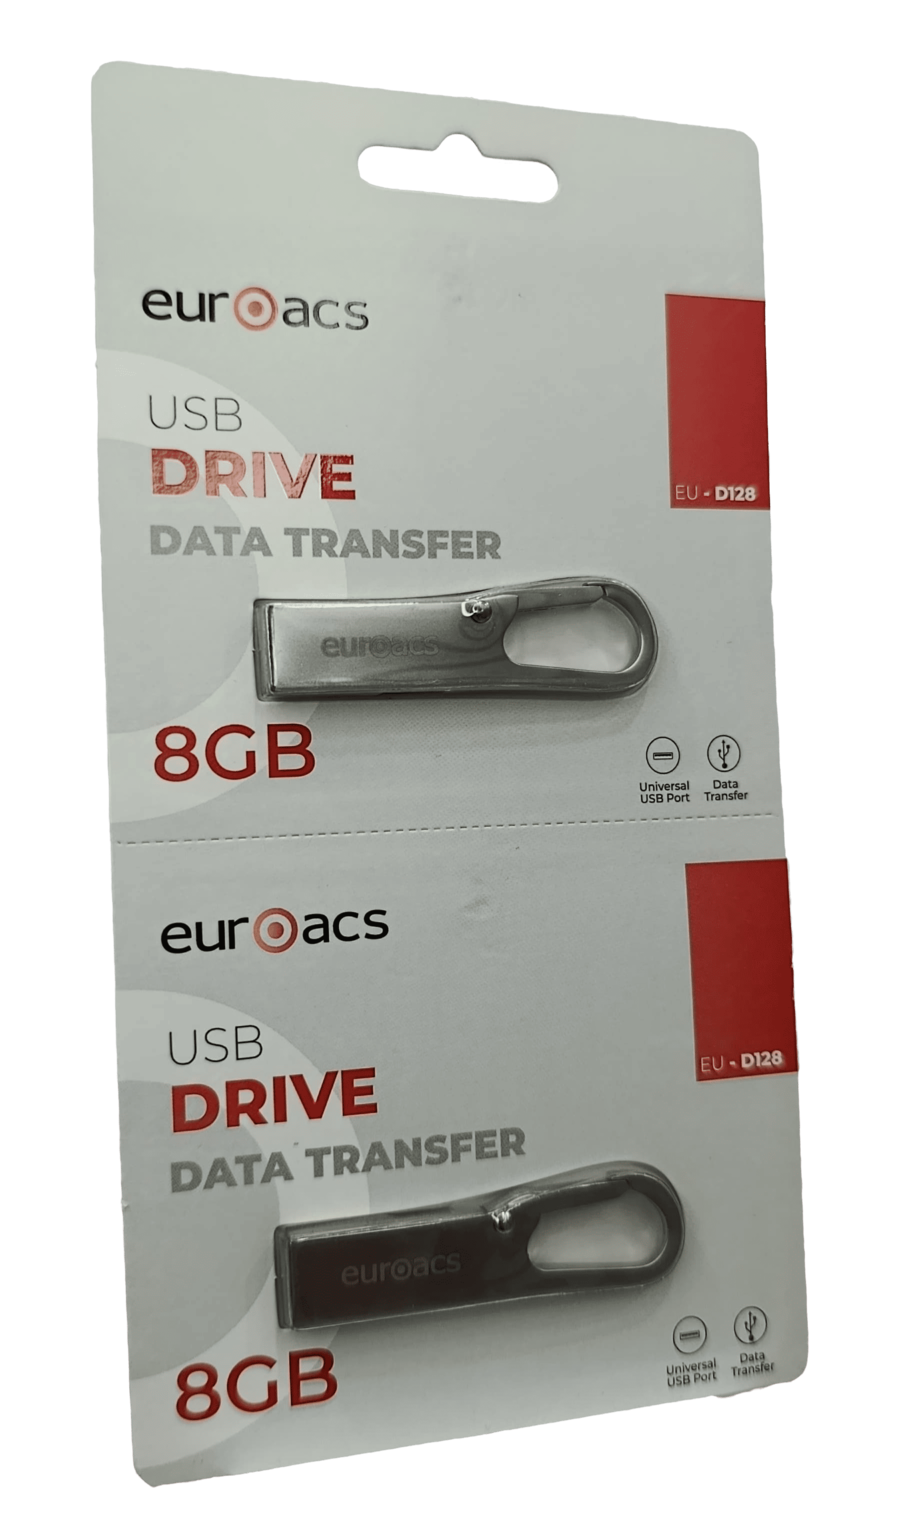 euroacs
USB
DRIVE
DATA TRANSFER
EU - D128
euroacs
8GB
Universal
USB Port
Data
Transfer
euroacs
USB
DRIVE
DATA TRANSFER
EU - D128
euroacs
8GB
Universal
USB Port
Data
Transfer